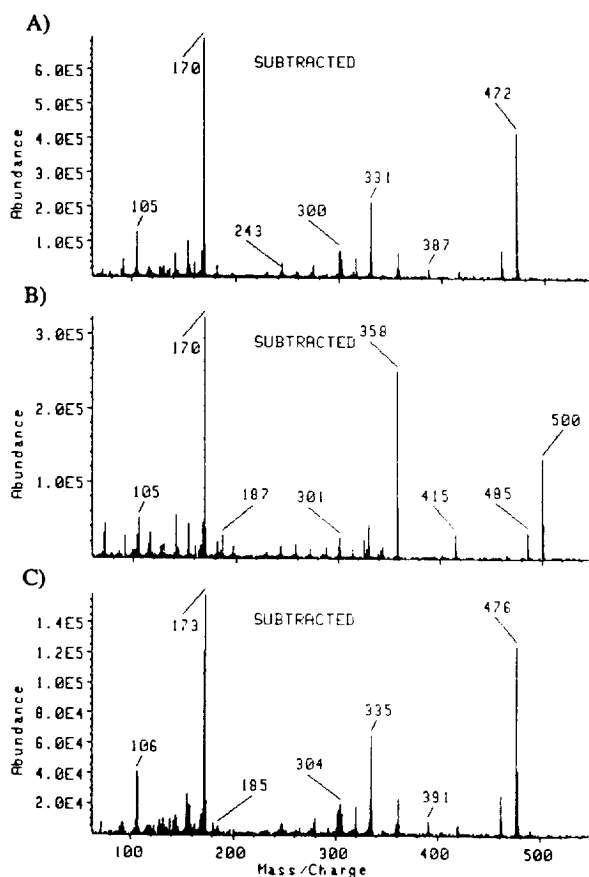 A)
Abundance
6.0E5
5.0E5
4.0E5
3.0E5
2.0E5
1.0E5
170
SUBTRACTED
472
105
243
300
331
387
B)
Abundance
3.0E5
2.0E5
1.0E5
170
SUBTRACTED
358
500
105
187
301
415
485
C)
Abundance
1.4E5
1.2E5
1.0E5
8.0E4
6.0E4
4.0E4
2.0E4
173
SUBTRACTED
476
106
185
304
335
391
100
200
300
400
500
Mass/Charge